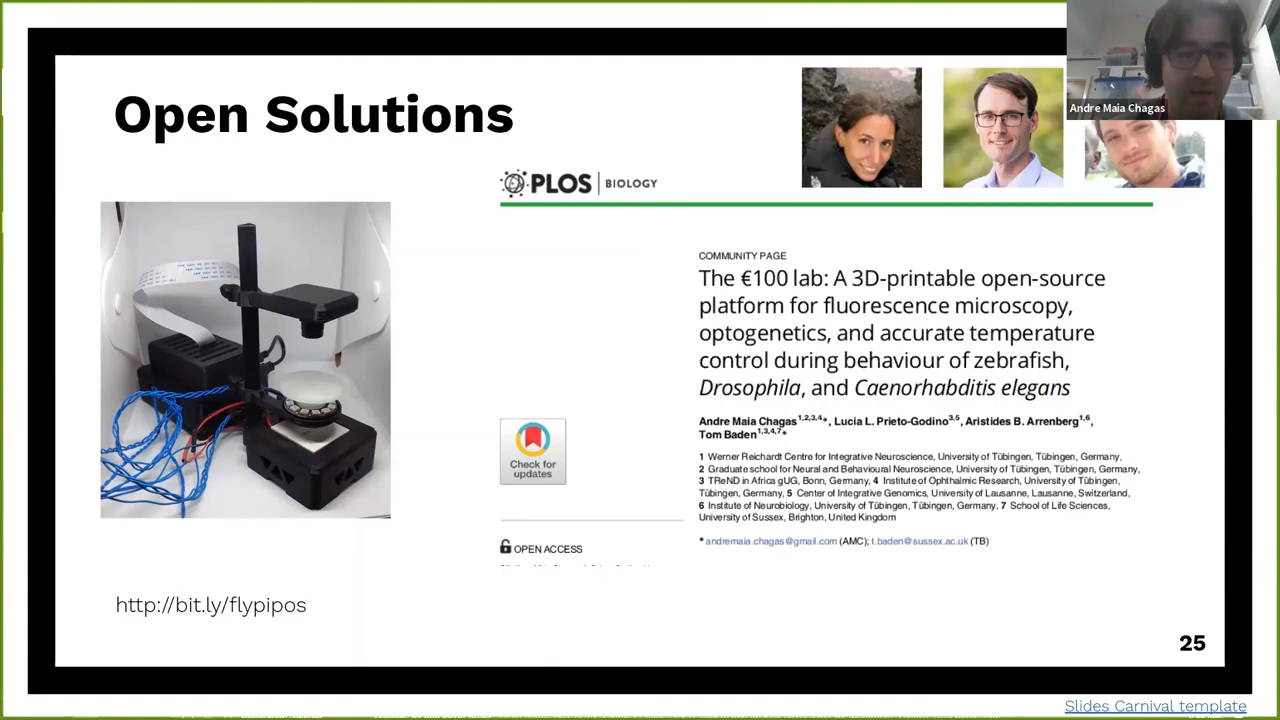 Open Solutions
Andre Maia Chagas
PLOS | BIOLOGY
COMMUNITY PAGE
The €100 lab: A 3D-printable open-source
platform for fluorescence microscopy,
optogenetics, and accurate temperature
control during behaviour of zebrafish,
Drosophila, and Caenorhabditis elegans
Andre Maia Chagas1,2,3,4*, Lucia L. Prieto-Godino3,5, Aristides B. Arrenberg1,6,
Tom Baden1,3,4,7*
1 Werner Reichardt Centre for Integrative Neuroscience, University of Tübingen, Tübingen, Germany,
2 Graduate school for Neural and Behavioural Neuroscience, University of Tübingen, Tübingen, Germany,
3 TReND in Africa gUG, Bonn, Germany, 4 Institute of Ophthalmic Research, University of Tübingen,
Tübingen, Germany, 5 Center of Integrative Genomics, University of Lausanne, Lausanne, Switzerland,
6 Institute of Neurobiology, University of Tübingen, Tübingen, Germany, 7 School of Life Sciences,
University of Sussex, Brighton, United Kingdom
* andremaia.chagas@gmail.com (AMC); t.baden@sussex.ac.uk (TB)
Check for
updates
OPEN ACCESS
http://bit.ly/flypipos
25
Slides Carnival template